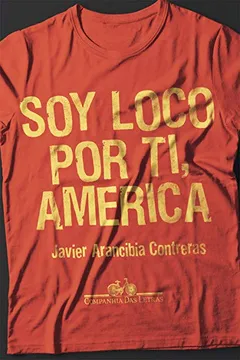 SOY LOCO
POR TI,
AMERICA
Javier Arancibia Contreras
COMPANHIA DAS LETRAS